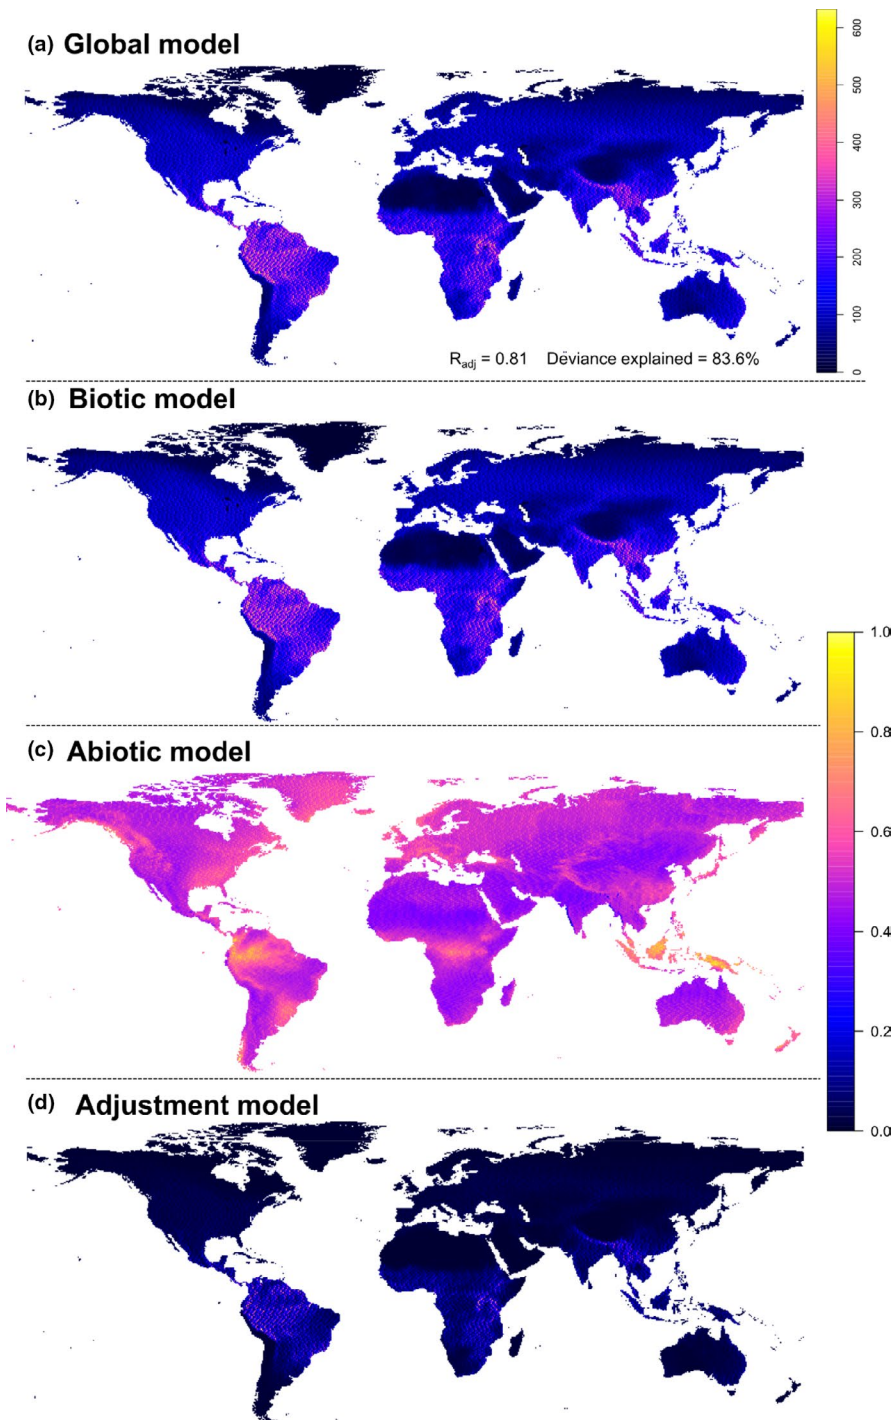 (a) Global model
600
500
400
300
200
100
0
R_adj = 0.81 Deviance explained = 83.6%
(b) Biotic model
1.0
0.8
0.6
0.4
0.2
0.0
(c) Abiotic model
(d) Adjustment model